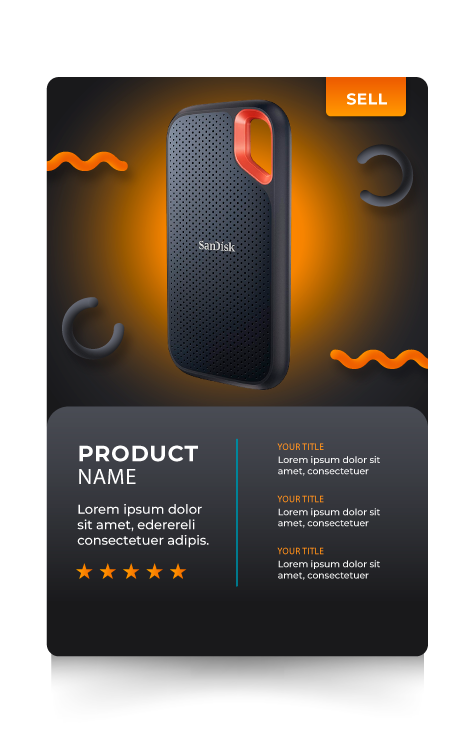 SELL
SanDisk
PRODUCT
NAME
Lorem ipsum dolor
sit amet, ederereli
consectetuer adipis.
YOUR TITLE
Lorem ipsum dolor sit
amet, consectetuer
YOUR TITLE
Lorem ipsum dolor sit
amet, consectetuer
YOUR TITLE
Lorem ipsum dolor sit
amet, consectetuer